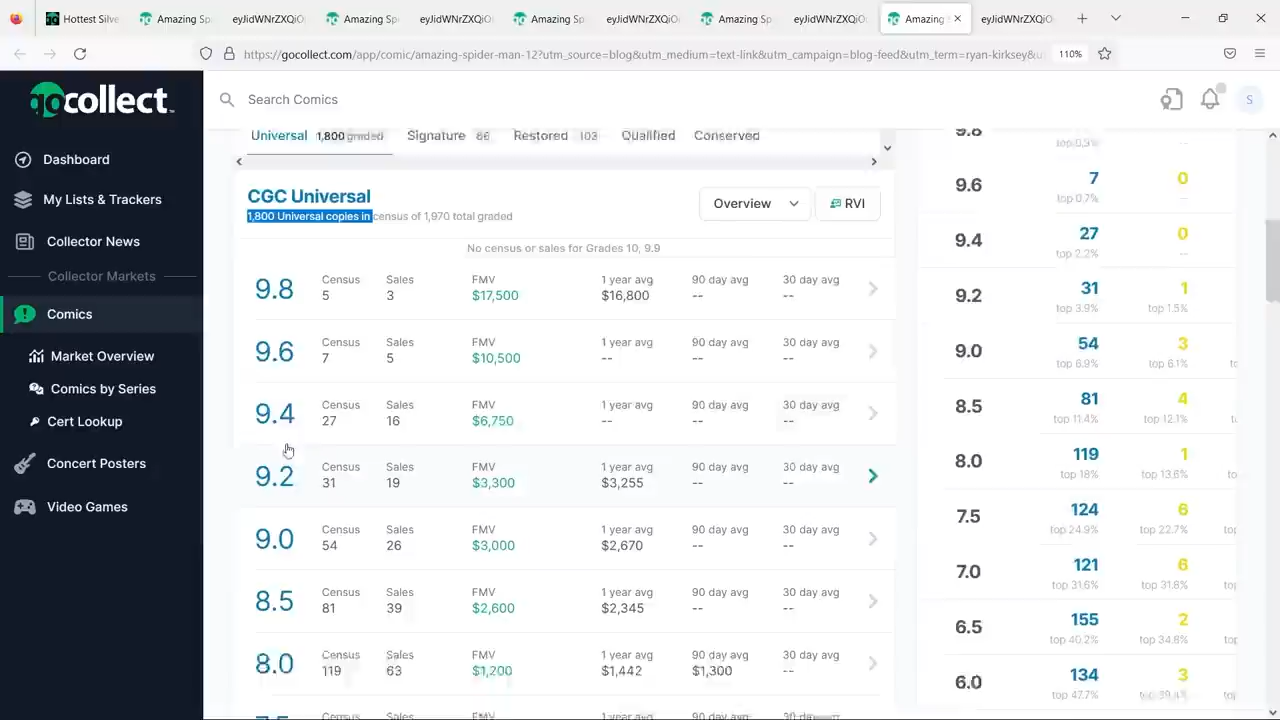 Hottest Silve
Amazing Sp
eyJidWNrZXQiO
Amazing Sp
eyJidWNrZXQiO
Amazing Sp
eyJidWNrZXQiO
Amazing Sp
eyJidWNrZXQiO
Amazing
eyJidWNrZXQiO
https://gocollect.com/app/comic/amazing-spider-man-12?utm_source=blog&utm_medium=text-link&utm_campaign=blog-feed&utm_term=ryan-kirksey&u
110%
gocollect
Search Comics
S
Dashboard
My Lists & Trackers
Collector News
Collector Markets
Comics
Market Overview
Comics by Series
Cert Lookup
Concert Posters
Video Games
Universal 1,800 graded Signature 86 Restored 103 Qualified Conserved
CGC Universal
1,800 Universal copies in census of 1,970 total graded
Overview
RVI
No census or sales for Grades 10, 9.9
9.8 Census 5 Sales 3 FMV $17,500 1 year avg $16,800 90 day avg -- 30 day avg --
9.6 Census 7 Sales 5 FMV $10,500 1 year avg -- 90 day avg -- 30 day avg --
9.4 Census 27 Sales 16 FMV $6,750 1 year avg -- 90 day avg -- 30 day avg --
9.2 Census 31 Sales 19 FMV $3,300 1 year avg $3,255 90 day avg -- 30 day avg --
9.0 Census 54 Sales 26 FMV $3,000 1 year avg $2,670 90 day avg -- 30 day avg --
8.5 Census 81 Sales 39 FMV $2,600 1 year avg $2,345 90 day avg -- 30 day avg --
8.0 Census 119 Sales 63 FMV $1,200 1 year avg $1,442 90 day avg $1,300 30 day avg --
9.8
9.6 7 0
top 0.7% --
9.4 27 0
top 2.2% --
9.2 31 1
top 3.9% top 1.5%
9.0 54 3
top 6.9% top 6.1%
8.5 81 4
top 11.4% top 12.1%
8.0 119 1
top 18% top 13.6%
7.5 124 6
top 24.9% top 22.7%
7.0 121 6
top 31.6% top 31.8%
6.5 155 2
top 40.2% top 34.8%
6.0 134 3
top 47.7%